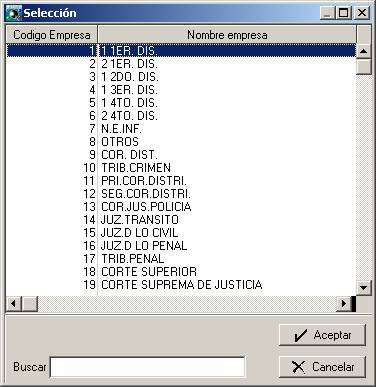 Selección
Codigo Empresa Nombre empresa
1 1 1ER. DIS.
2 2 1ER. DIS.
3 1 2DO. DIS.
4 1 3ER. DIS.
5 1 4TO. DIS.
6 2 4TO. DIS.
7 N.E.INF.
8 OTROS
9 COR. DIST.
10 TRIB.CRIMEN
11 PRI.COR.DISTRI.
12 SEG.COR.DISTRI.
13 COR.JUS.POLICIA
14 JUZ.TRANSITO
15 JUZ.D LO CIVIL
16 JUZ.D LO PENAL
17 TRIB.PENAL
18 CORTE SUPERIOR
19 CORTE SUPREMA DE JUSTICIA
Aceptar
Buscar
Cancelar